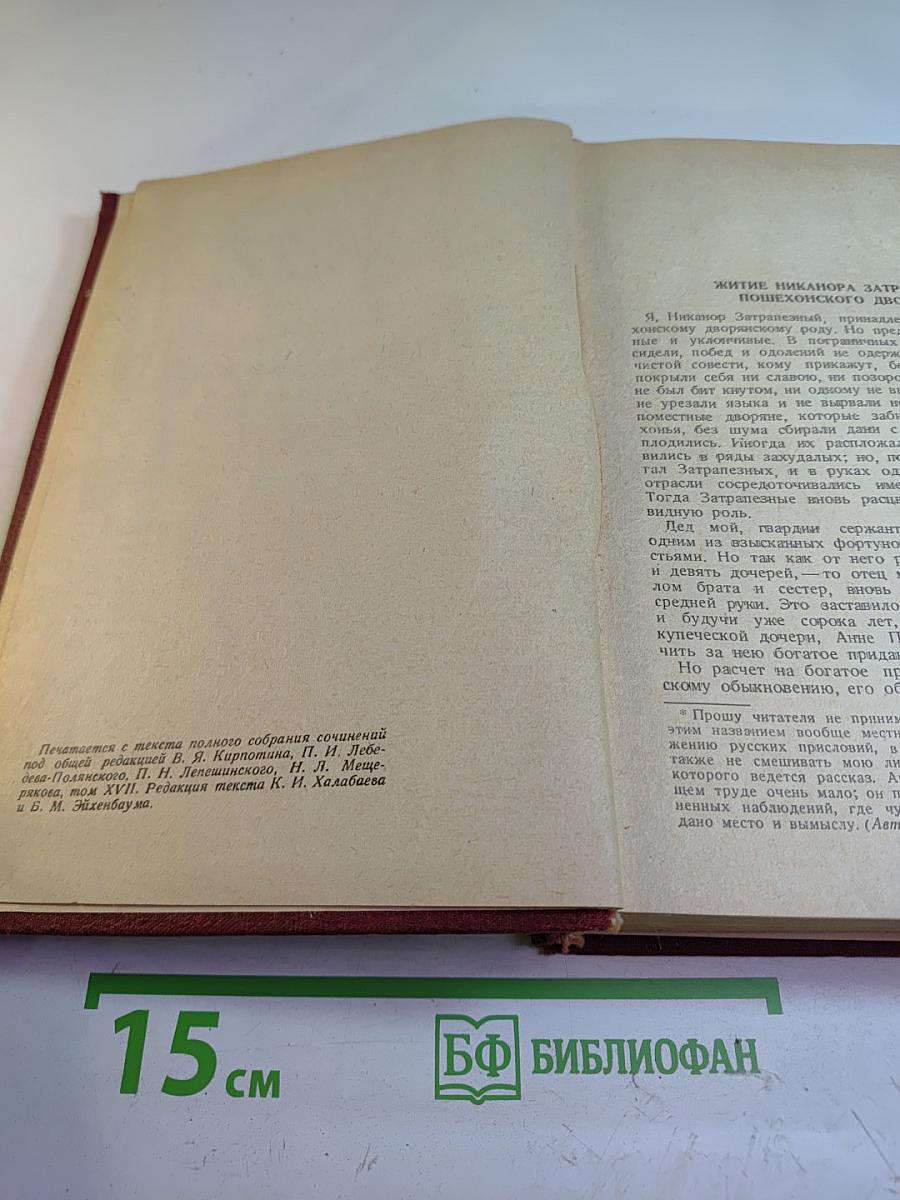 Печатается с текста полного собрания сочинений
под общей редакцией В. Я. Кирпотина, П. И. Лебе-
дева-Полянского, П. Н. Лепешинского, Н. Л. Меще-
рякова, том XVII. Редакция текста К. И. Халабаева
и Б. М. Эйхенбаума.
ЖИТИЕ НИКАНОРА ЗАТР
ПОШЕХОНСКОГО ДВО
Я, Никанор Затрапезный, принадле
хонскому дворянскому роду. Но пред
ные и уклончивые. В пограничных
сидели, побед и одолений не одерж
чистой совести, кому прикажут, бе
покрыли себя ни славою, ни позоро
не был бит кнутом, ни одному не вы
не урезали языка и не вырвали но
поместные дворяне, которые заби
хонья, без шума сбирали дани с
плодились. Иногда их распложал
вились в ряды захудалых; но, по
гал Затрапезных, и в руках од
отрасли сосредоточивались име
Тогда Затрапезные вновь расцве
видную роль.
Дед мой, гвардии сержант
одним из взысканных фортуно
стьями. Но так как от него р
и девять дочерей, — то отец м
лом брата и сестер, вновь
средней руки. Это заставило
и будучи уже сорока лет,
купеческой дочери, Анне П
чить за нею богатое придан
Но расчет на богатое пр
скому обыкновению, его об
* Прошу читателя не приним
этим названием вообще местн
жению русских присловий, в
также не смешивать мою ли
которого ведется рассказ. Ав
щем труде очень мало; он п
ненных наблюдений, где чу
дано место и вымыслу. (Авт
15 см
БФ БИБЛИОФАН